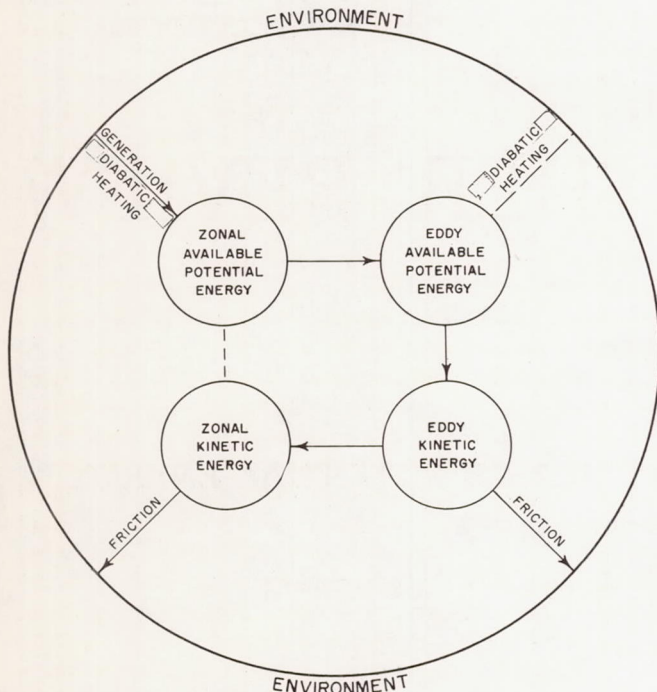 ENVIRONMENT
GENERATION
DIABATIC
HEATING
DIABATIC
HEATING
ZONAL
AVAILABLE
POTENTIAL
ENERGY
EDDY
AVAILABLE
POTENTIAL
ENERGY
ZONAL
KINETIC
ENERGY
EDDY
KINETIC
ENERGY
FRICTION
FRICTION
ENVIRONMENT